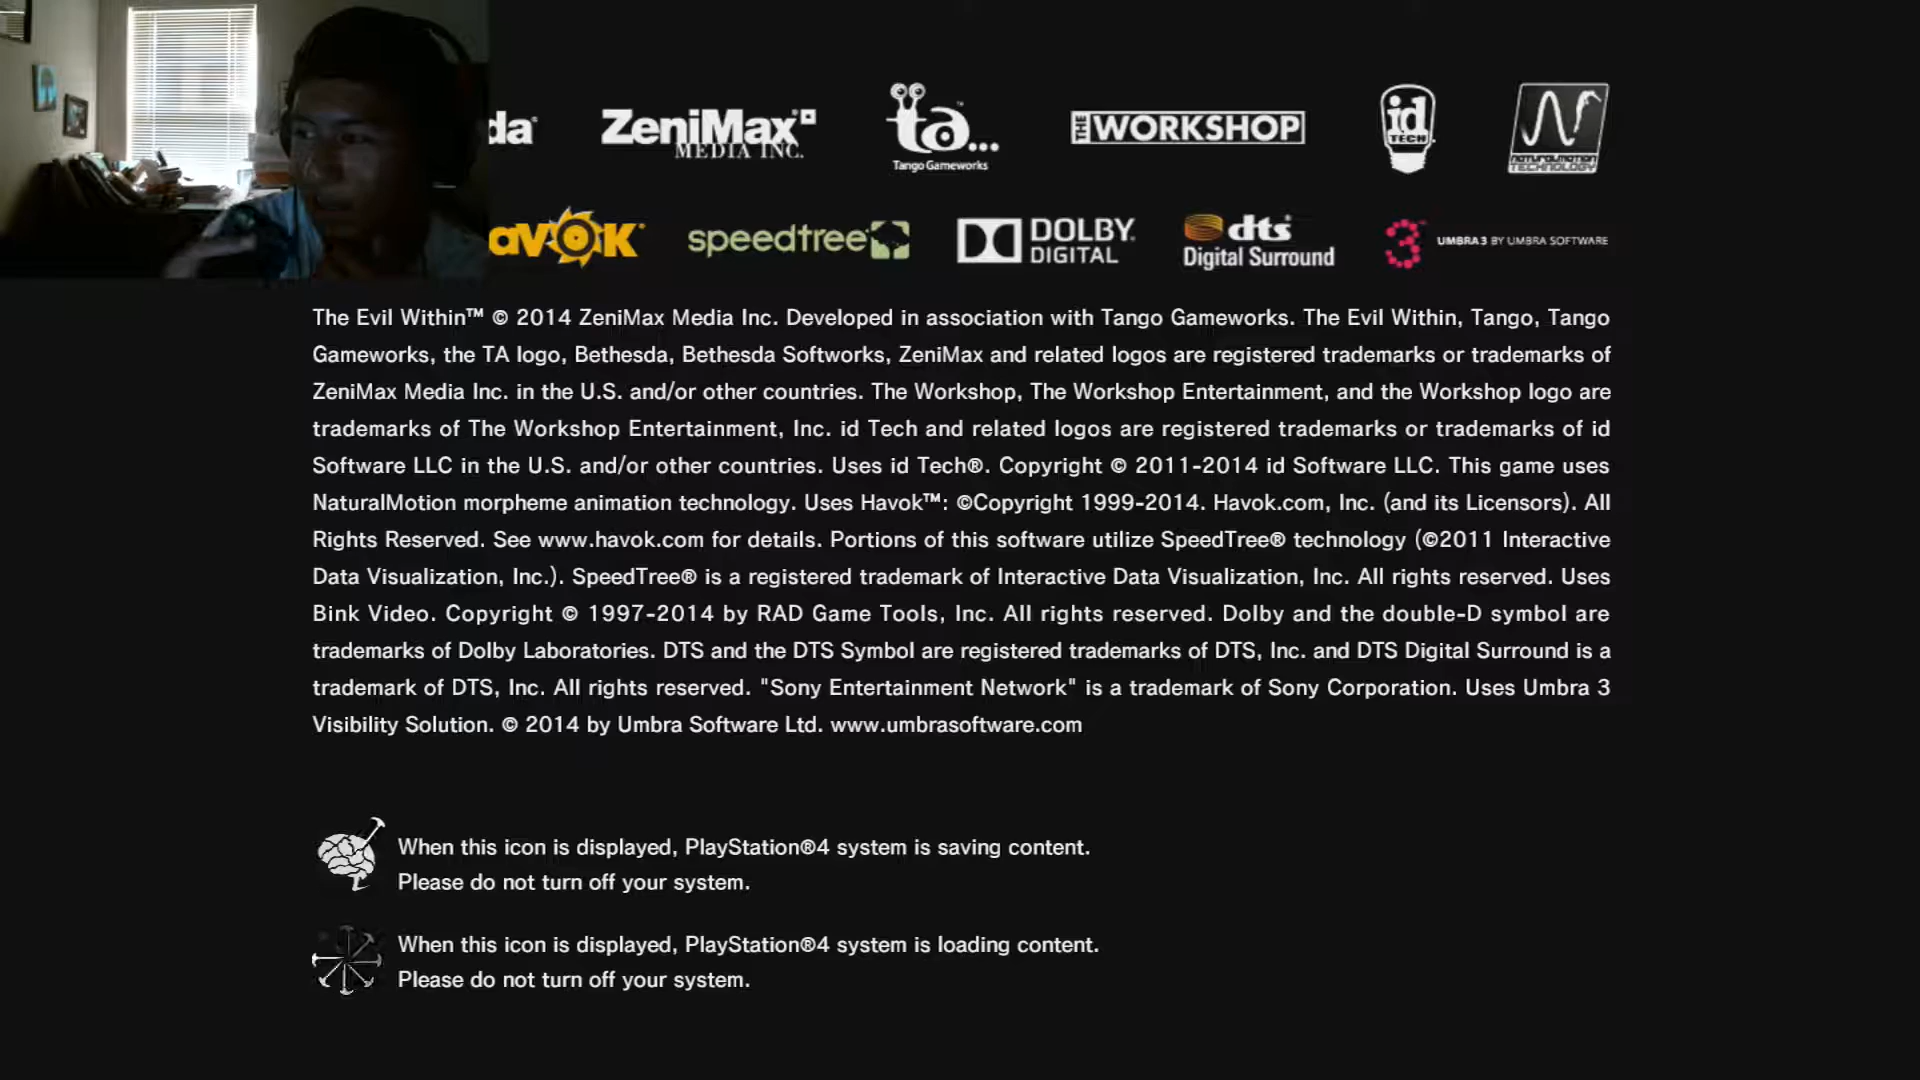 da
ZeniMax
MEDIA INC.
ta...™
Tango Gameworks
THE WORKSHOP
id
TECH
NATURALMOTION
TECHNOLOGY
avok
speedtree
DOLBY
DIGITAL
dts
Digital Surround
3 UMBRA 3 BY UMBRA SOFTWARE
The Evil Within™ © 2014 ZeniMax Media Inc. Developed in association with Tango Gameworks. The Evil Within, Tango, Tango
Gameworks, the TA logo, Bethesda, Bethesda Softworks, ZeniMax and related logos are registered trademarks or trademarks of
ZeniMax Media Inc. in the U.S. and/or other countries. The Workshop, The Workshop Entertainment, and the Workshop logo are
trademarks of The Workshop Entertainment, Inc. id Tech and related logos are registered trademarks or trademarks of id
Software LLC in the U.S. and/or other countries. Uses id Tech®. Copyright © 2011-2014 id Software LLC. This game uses
NaturalMotion morpheme animation technology. Uses Havok™: ©Copyright 1999-2014. Havok.com, Inc. (and its Licensors). All
Rights Reserved. See www.havok.com for details. Portions of this software utilize SpeedTree® technology (©2011 Interactive
Data Visualization, Inc.). SpeedTree® is a registered trademark of Interactive Data Visualization, Inc. All rights reserved. Uses
Bink Video. Copyright © 1997-2014 by RAD Game Tools, Inc. All rights reserved. Dolby and the double-D symbol are
trademarks of Dolby Laboratories. DTS and the DTS Symbol are registered trademarks of DTS, Inc. and DTS Digital Surround is a
trademark of DTS, Inc. All rights reserved. "Sony Entertainment Network" is a trademark of Sony Corporation. Uses Umbra 3
Visibility Solution. © 2014 by Umbra Software Ltd. www.umbrasoftware.com
When this icon is displayed, PlayStation®4 system is saving content.
Please do not turn off your system.
When this icon is displayed, PlayStation®4 system is loading content.
Please do not turn off your system.